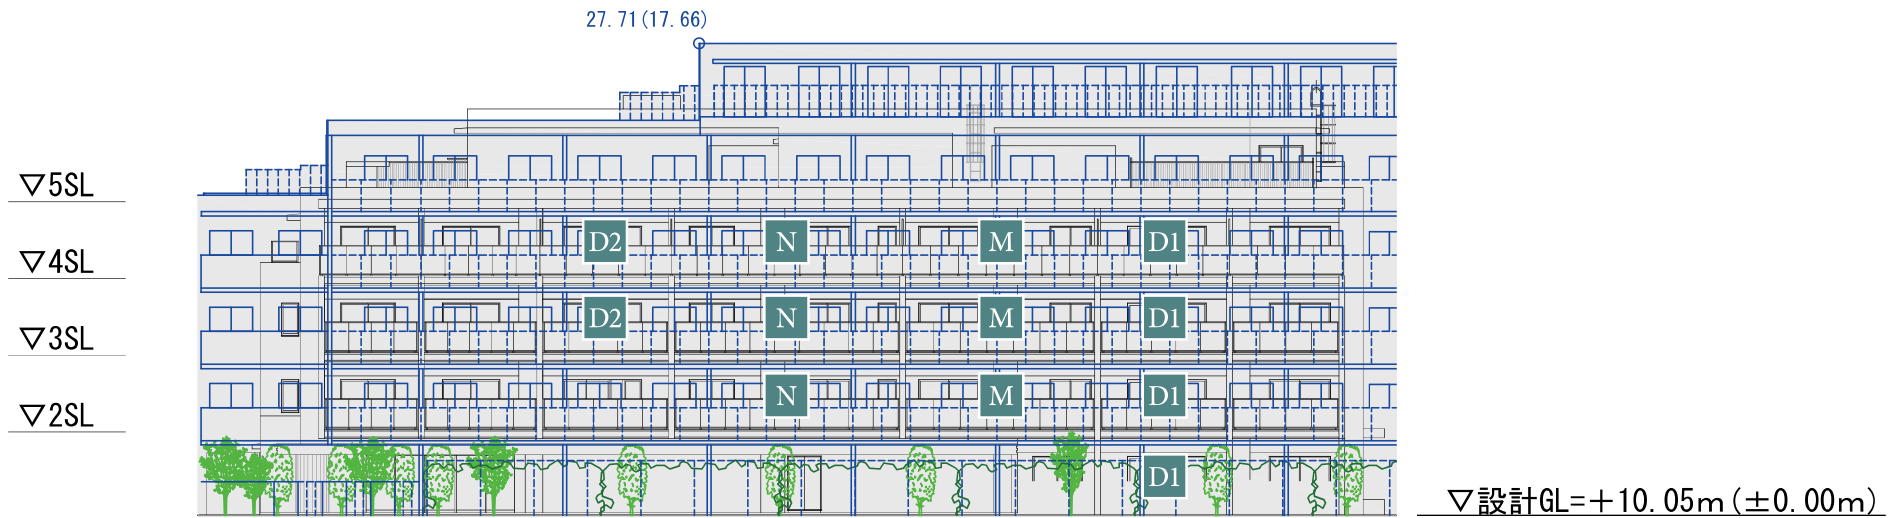 27.71(17.66)
▽5SL
▽4SL
D2 N M D1
▽3SL
D2 N M D1
▽2SL
N M D1
D1
▽設計GL=+10.05m(±0.00m)